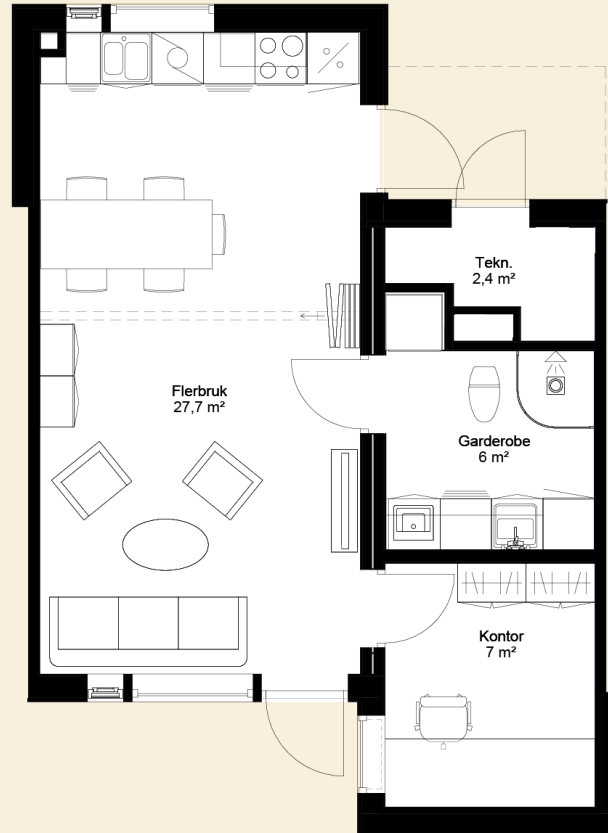 Tekn.
2,4 m²
Flerbruk
27,7 m²
Garderobe
6 m²
Kontor
7 m²